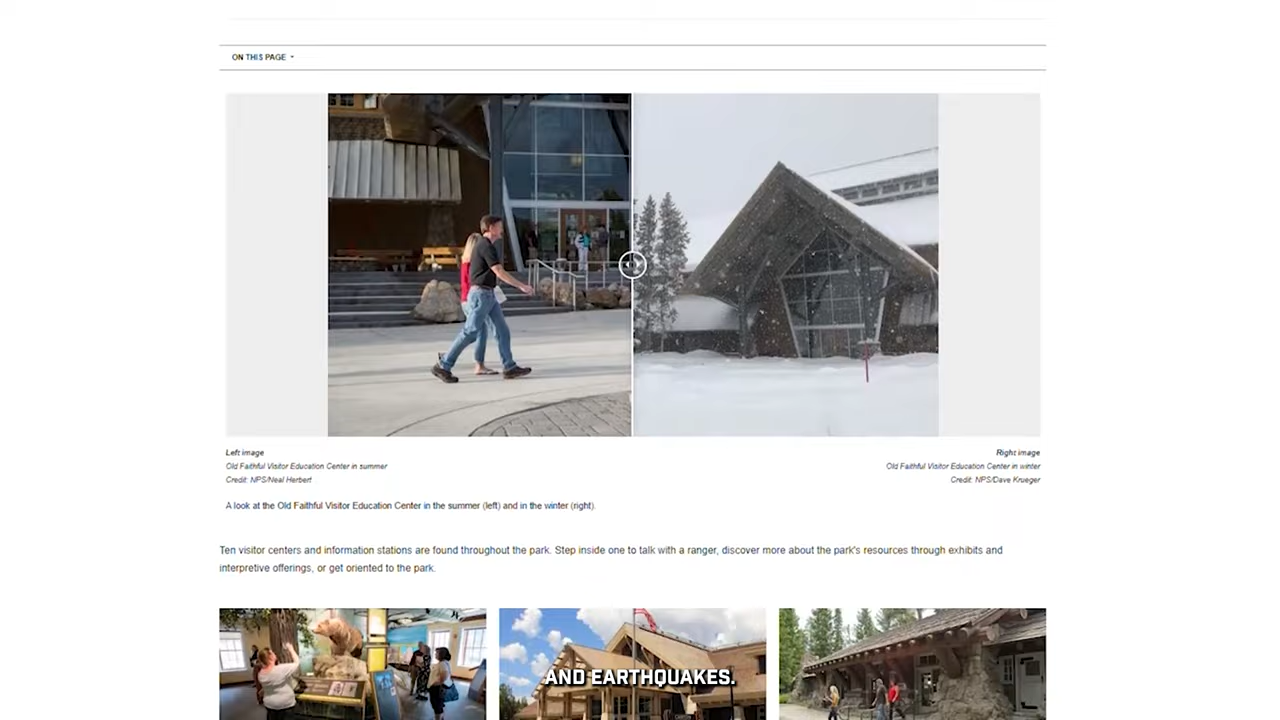 ON THIS PAGE
Left image
Old Faithful Visitor Education Center in summer
Credit: NPS/Neal Herbert
Right image
Old Faithful Visitor Education Center in winter
Credit: NPS/Dave Krueger
A look at the Old Faithful Visitor Education Center in the summer (left) and in the winter (right).
Ten visitor centers and information stations are found throughout the park. Step inside one to talk with a ranger, discover more about the park's resources through exhibits and
interpretive offerings, or get oriented to the park.
AND EARTHQUAKES.